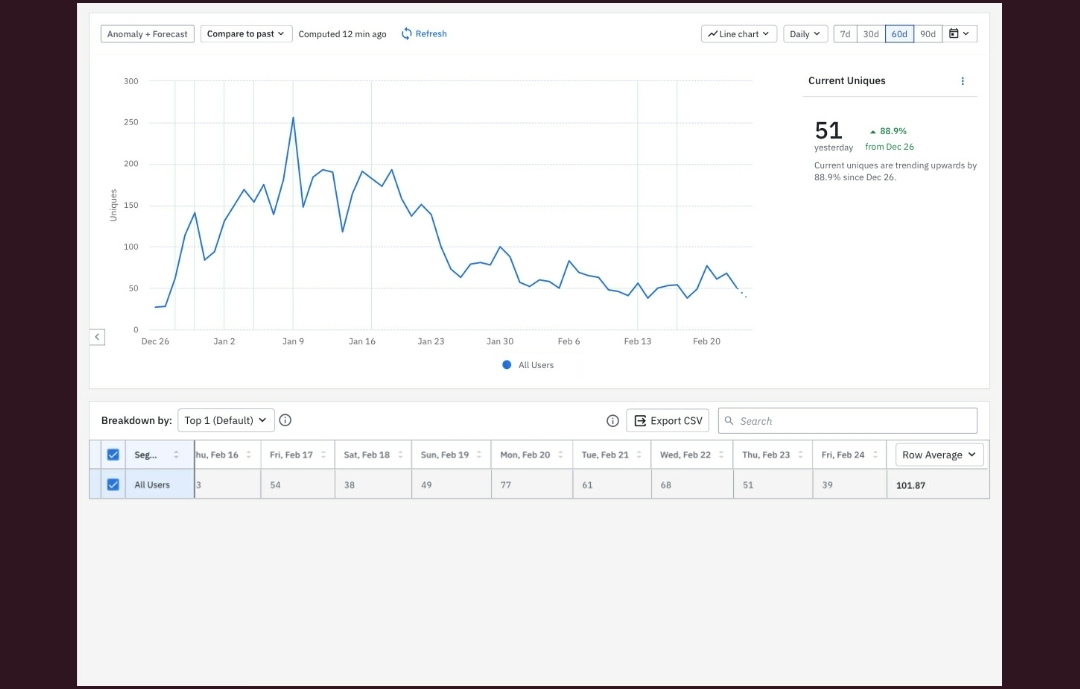 Anomaly + Forecast Compare to past Computed 12 min ago Refresh Line chart Daily 7d 30d 60d 90d
Current Uniques
51 88.9%
yesterday from Dec 26
Current uniques are trending upwards by
88.9% since Dec 26.
300
250
200
150
100
50
0
Uniques
Dec 26 Jan 2 Jan 9 Jan 16 Jan 23 Jan 30 Feb 6 Feb 13 Feb 20
All Users
Breakdown by: Top 1 (Default) Export CSV Search
Seg... hu, Feb 16 Fri, Feb 17 Sat, Feb 18 Sun, Feb 19 Mon, Feb 20 Tue, Feb 21 Wed, Feb 22 Thu, Feb 23 Fri, Feb 24 Row Average
All Users 3 54 38 49 77 61 68 51 39 101.87